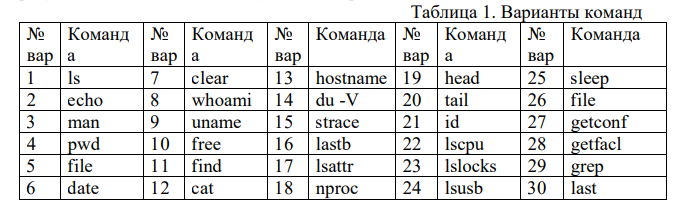 Таблица 1. Варианты команд
№ вар Команд а № вар Команд а № вар Команда № вар Команд а № вар Команда
1 ls 7 clear 13 hostname 19 head 25 sleep
2 echo 8 whoami 14 du -V 20 tail 26 file
3 man 9 uname 15 strace 21 id 27 getconf
4 pwd 10 free 16 lastb 22 lscpu 28 getfacl
5 file 11 find 17 lsattr 23 lslocks 29 grep
6 date 12 cat 18 nproc 24 lsusb 30 last